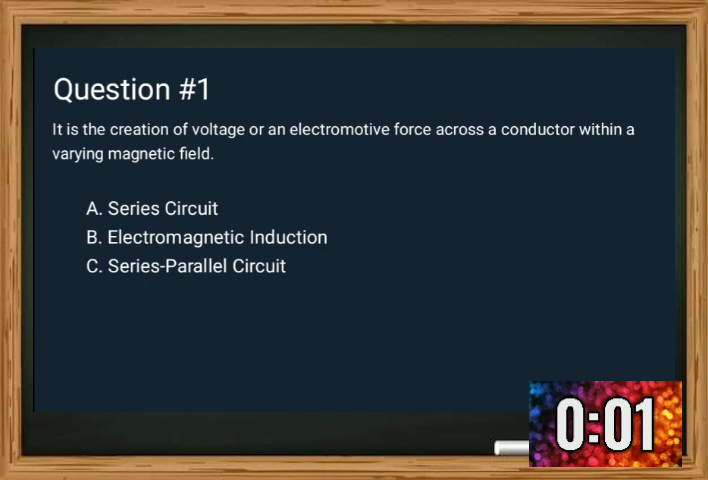 Question #1
It is the creation of voltage or an electromotive force across a conductor within a
varying magnetic field.
A. Series Circuit
B. Electromagnetic Induction
C. Series-Parallel Circuit
0:01